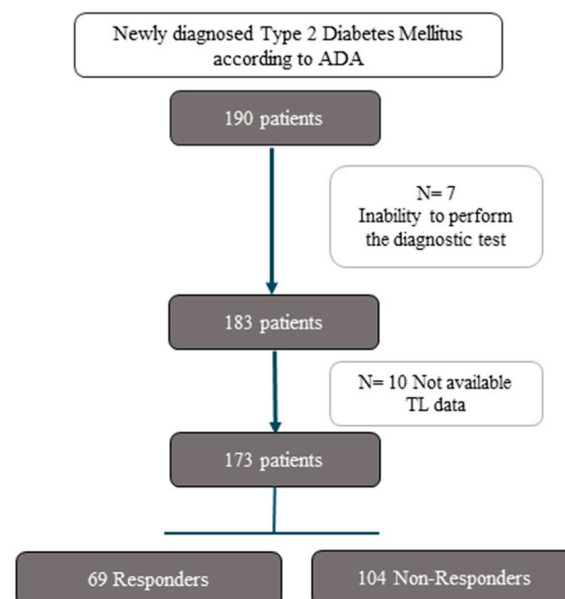 Newly diagnosed Type 2 Diabetes Mellitus
according to ADA
190 patients
N= 7
Inability to perform
the diagnostic test
183 patients
N= 10 Not available
TL data
173 patients
69 Responders
104 Non-Responders